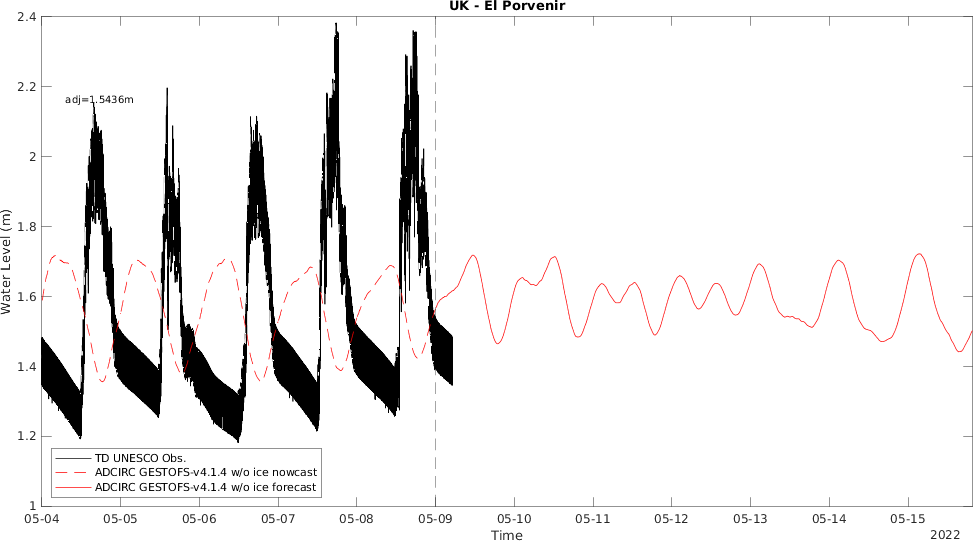 UK - El Porvenir
2.4
2.2
2
1.8
1.6
1.4
1.2
1
Water Level (m)
adj=1.5436m
TD UNESCO Obs.
ADCIRC GESTOFS-v4.1.4 w/o ice nowcast
ADCIRC GESTOFS-v4.1.4 w/o ice forecast
05-04 05-05 05-06 05-07 05-08 05-09 05-10 05-11 05-12 05-13 05-14 05-15
Time
2022